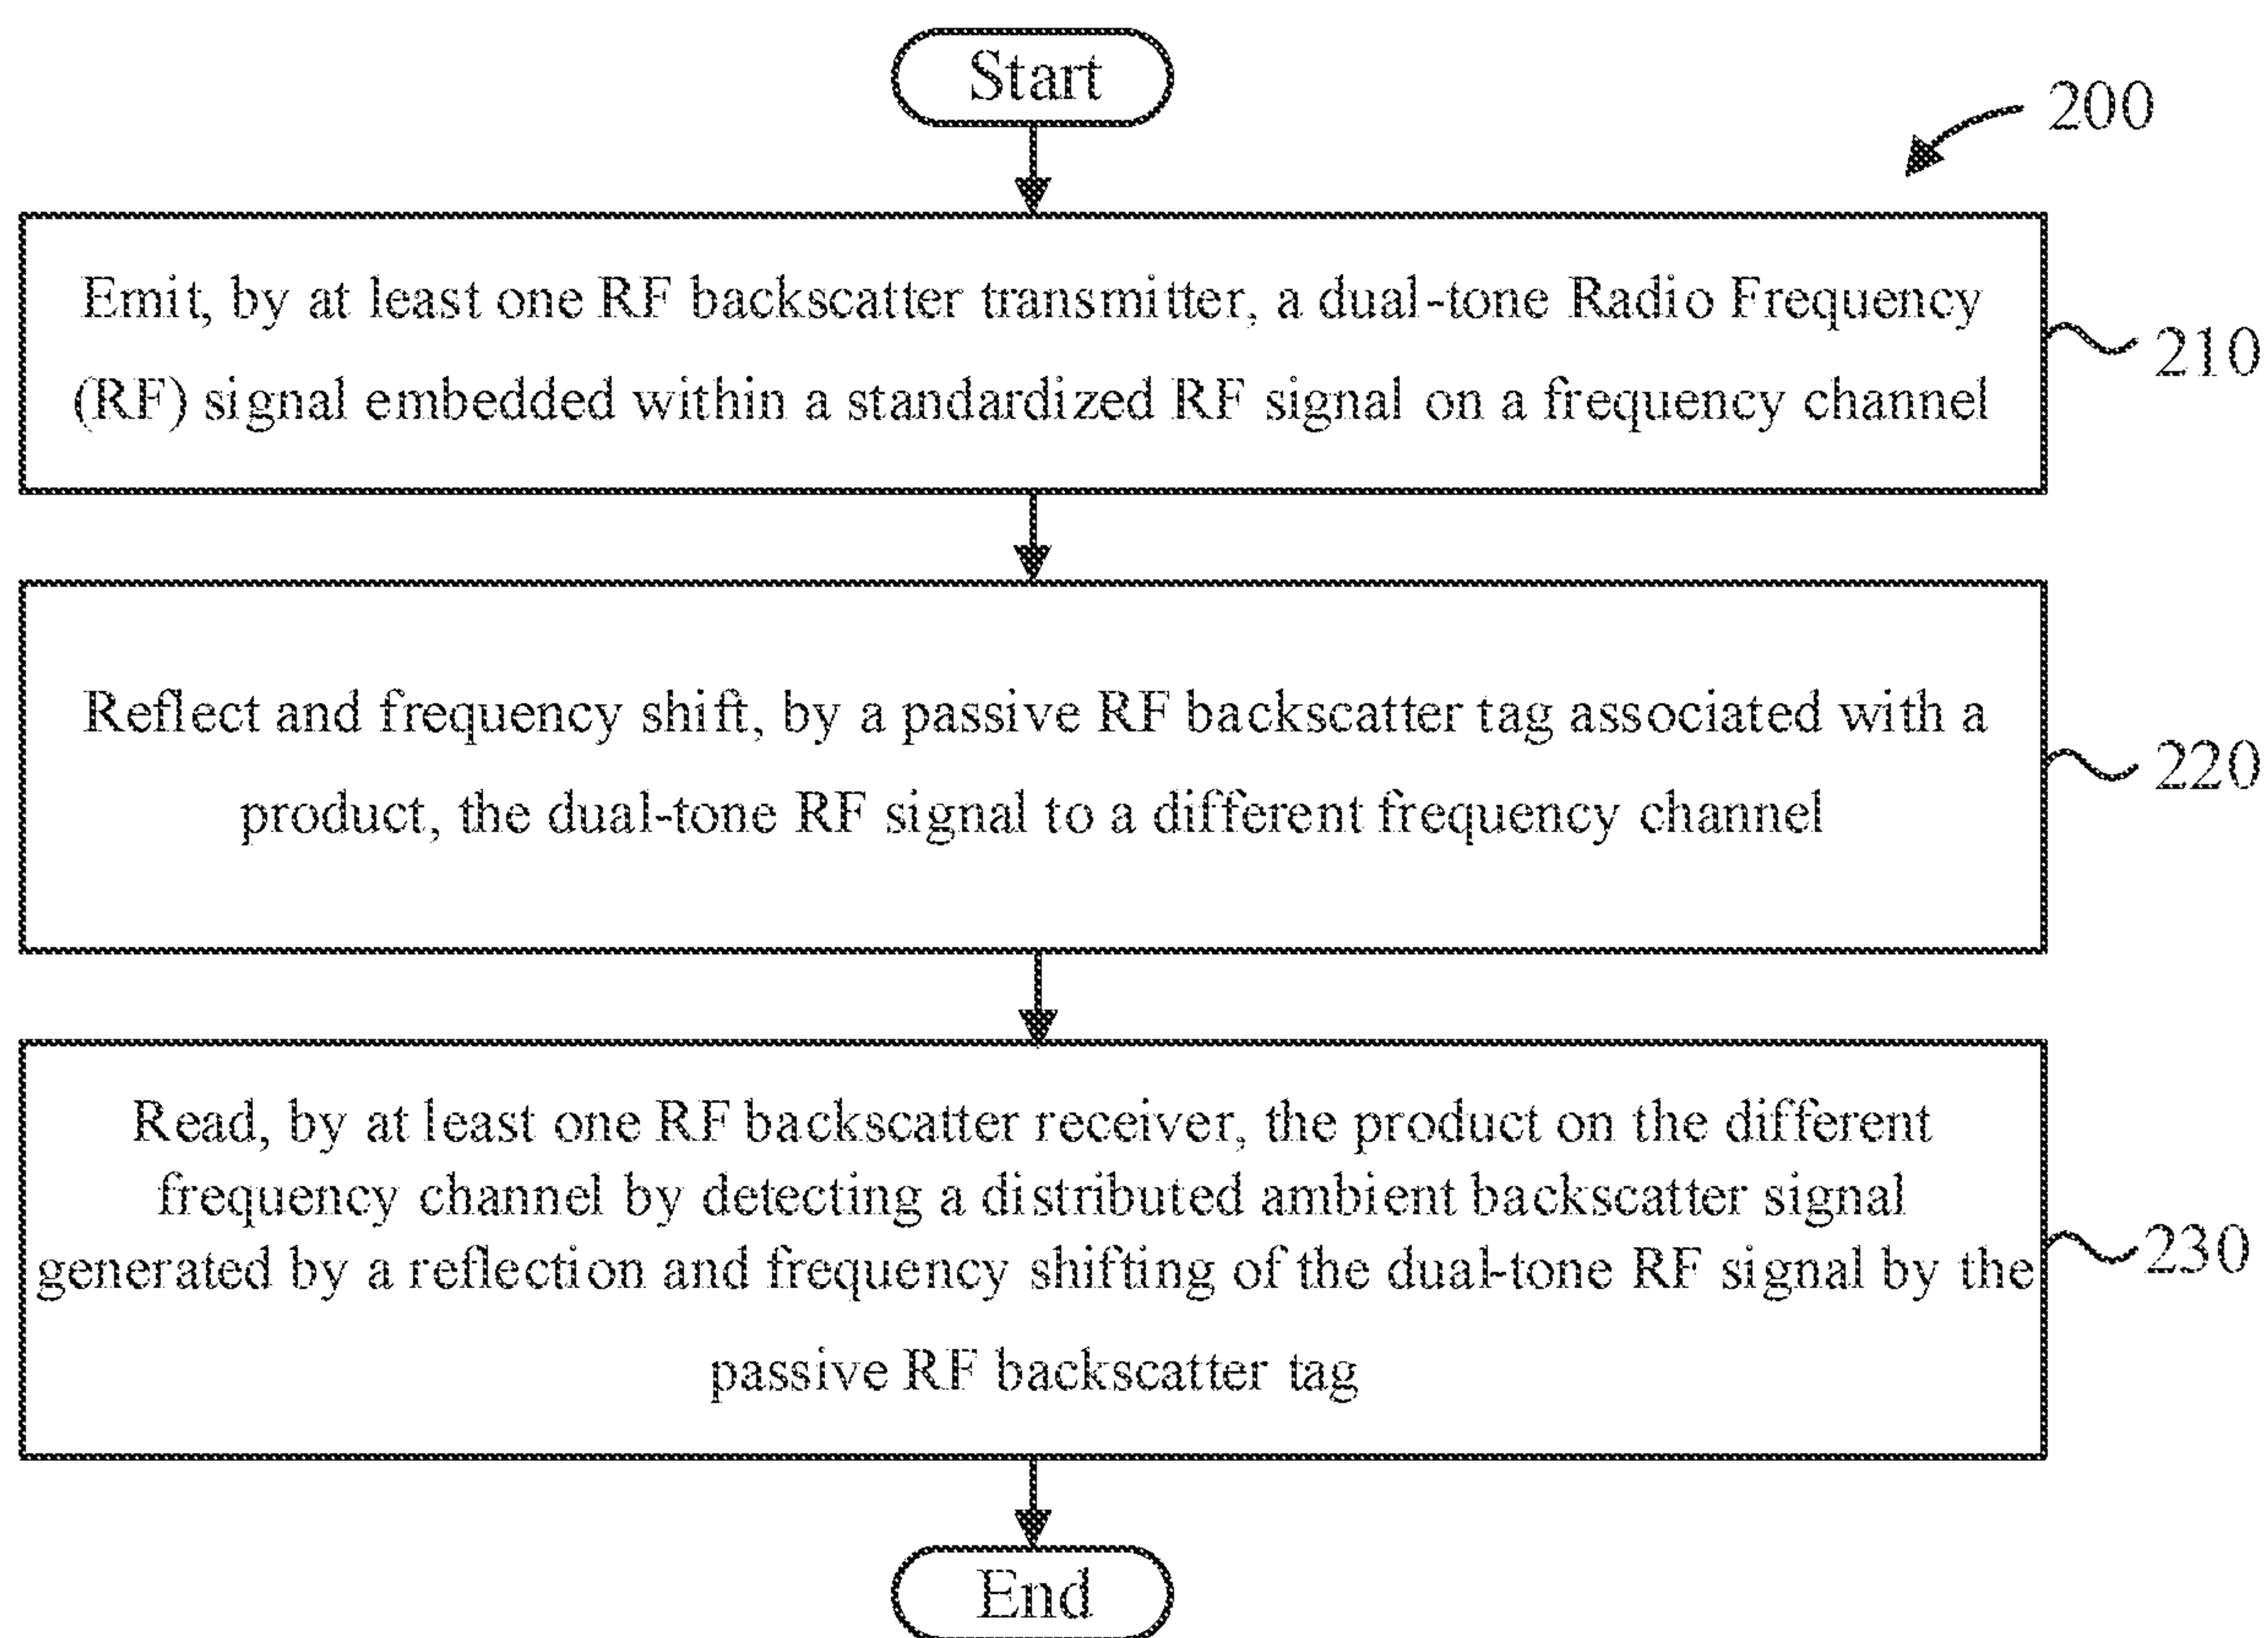 Start
200
Emit, by at least one RF backscatter transmitter, a dual-tone Radio Frequency
(RF) signal embedded within a standardized RF signal on a frequency channel
210
Reflect and frequency shift, by a passive RF backscatter tag associated with a
product, the dual-tone RF signal to a different frequency channel
220
Read, by at least one RF backscatter receiver, the product on the different
frequency channel by detecting a distributed ambient backscatter signal
generated by a reflection and frequency shifting of the dual-tone RF signal by the
passive RF backscatter tag
230
End